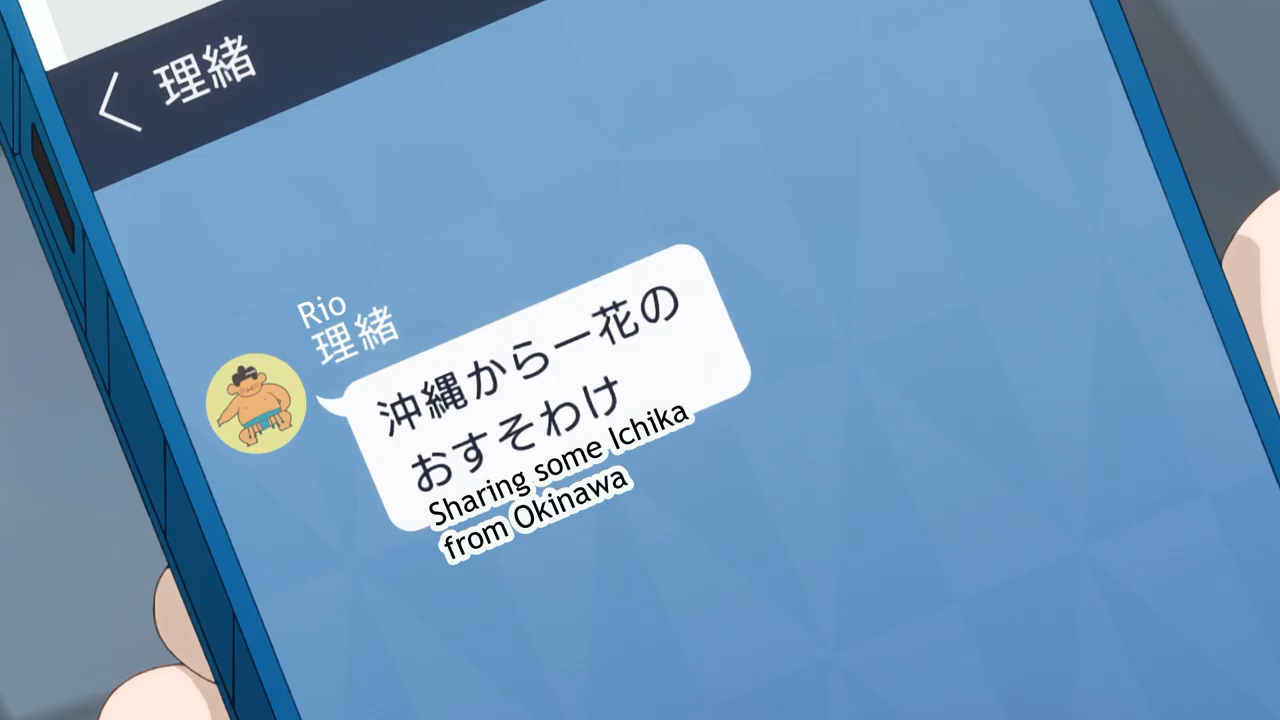 理緒
Rio
理緒
沖縄から一花の
おすそわけ
Sharing some Ichika
from Okinawa